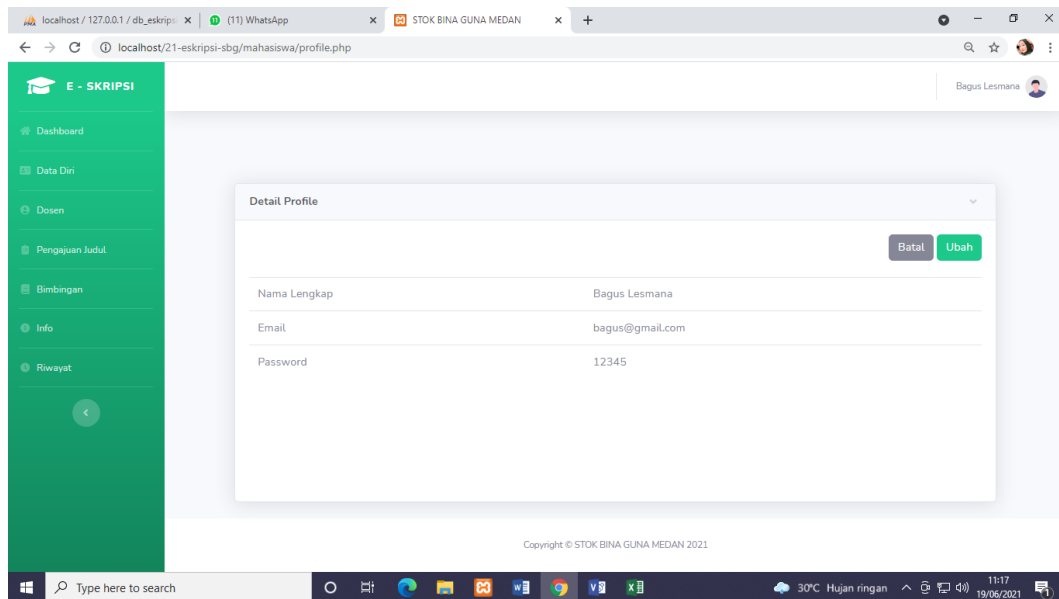 localhost / 127.0.0.1 / db_eskrips
(11) WhatsApp
STOK BINA GUNA MEDAN
localhost/21-eskripsi-sbg/mahasiswa/profile.php
E - SKRIPSI
Bagus Lesmana
Dashboard
Data Diri
Dosen
Pengajuan Judul
Bimbingan
Info
Riwayat
Detail Profile
Batal Ubah
Nama Lengkap Bagus Lesmana
Email bagus@gmail.com
Password 12345
Copyright © STOK BINA GUNA MEDAN 2021
Type here to search
30°C Hujan ringan
11:17
19/06/2021